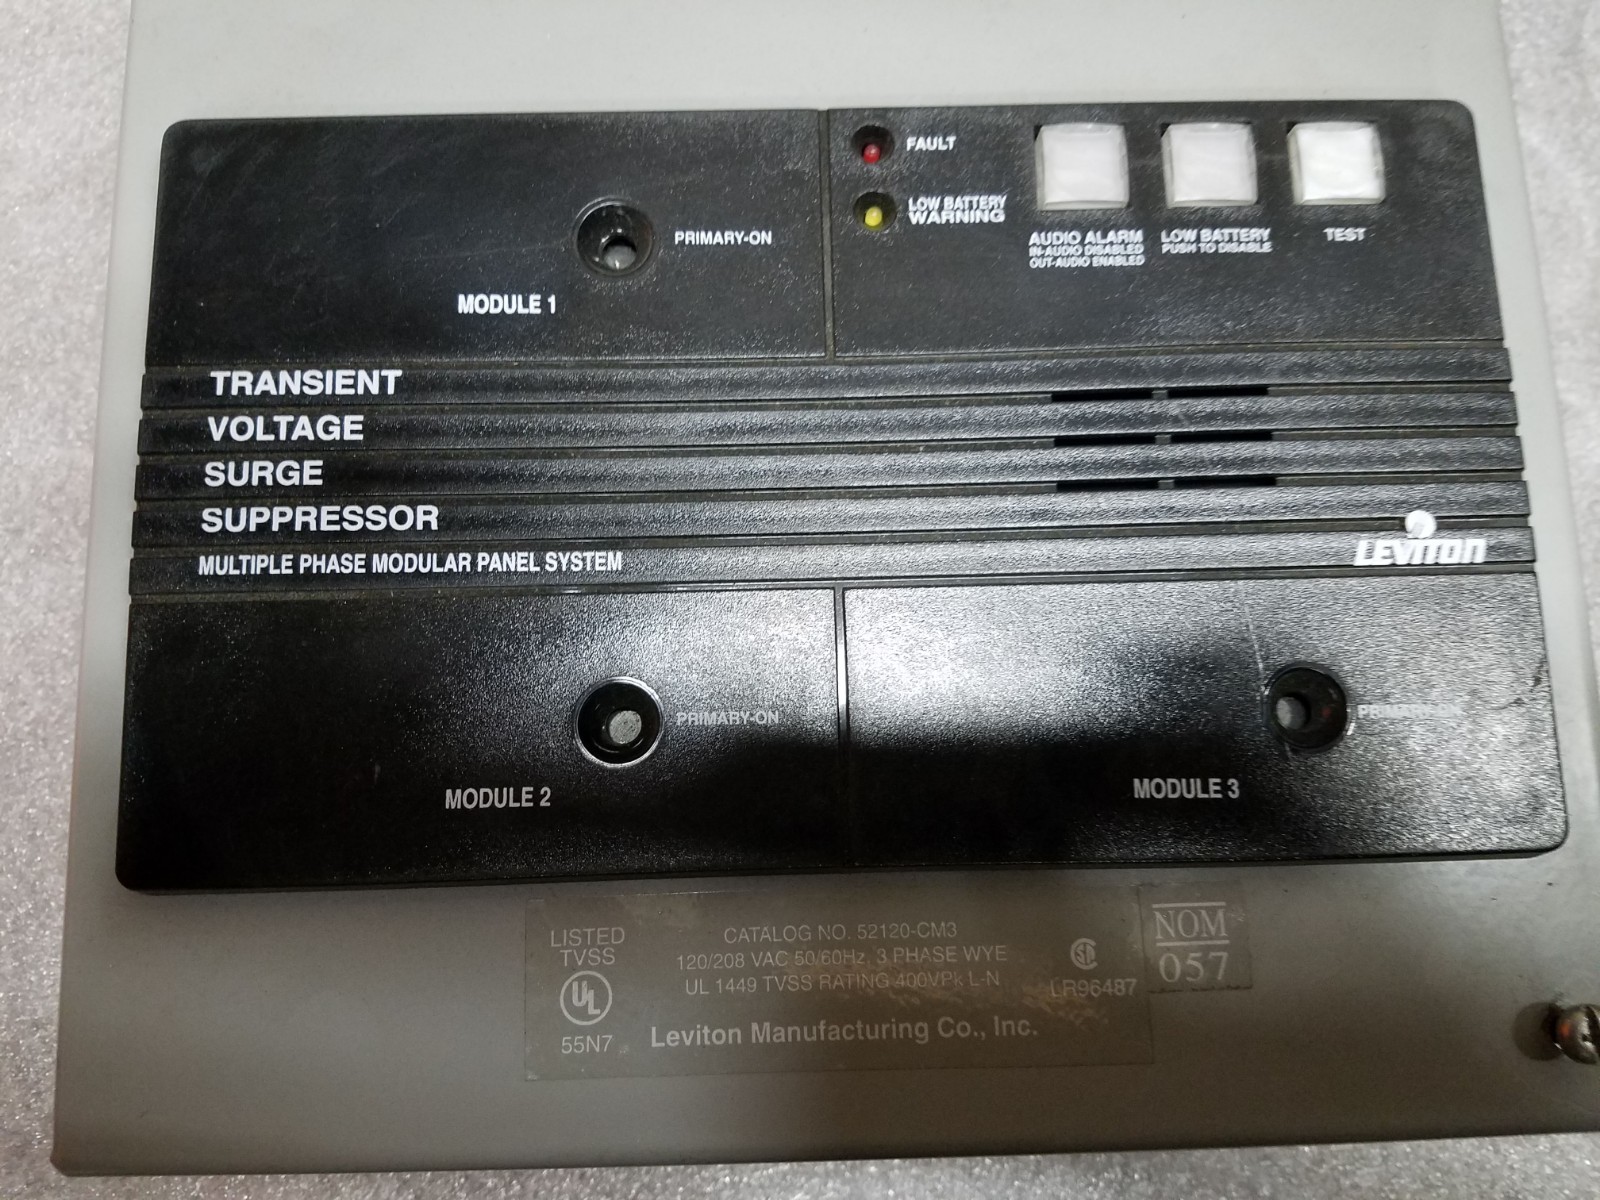 FAULT
LOW BATTERY
WARNING
AUDIO ALARM
IN-AUDIO DISABLED
OUT-AUDIO ENABLED
LOW BATTERY
PUSH TO DISABLE
TEST
PRIMARY-ON
MODULE 1
TRANSIENT
VOLTAGE
SURGE
SUPPRESSOR
MULTIPLE PHASE MODULAR PANEL SYSTEM
LEVITON
PRIMARY-ON
MODULE 2
PRIMARY-ON
MODULE 3
LISTED
TVSS
UL
55N7
CATALOG NO. 52120-CM3
120/208 VAC 50/60Hz, 3 PHASE WYE
UL 1449 TVSS RATING 400VPk L-N
Leviton Manufacturing Co., Inc.
LR96487
NOM
057